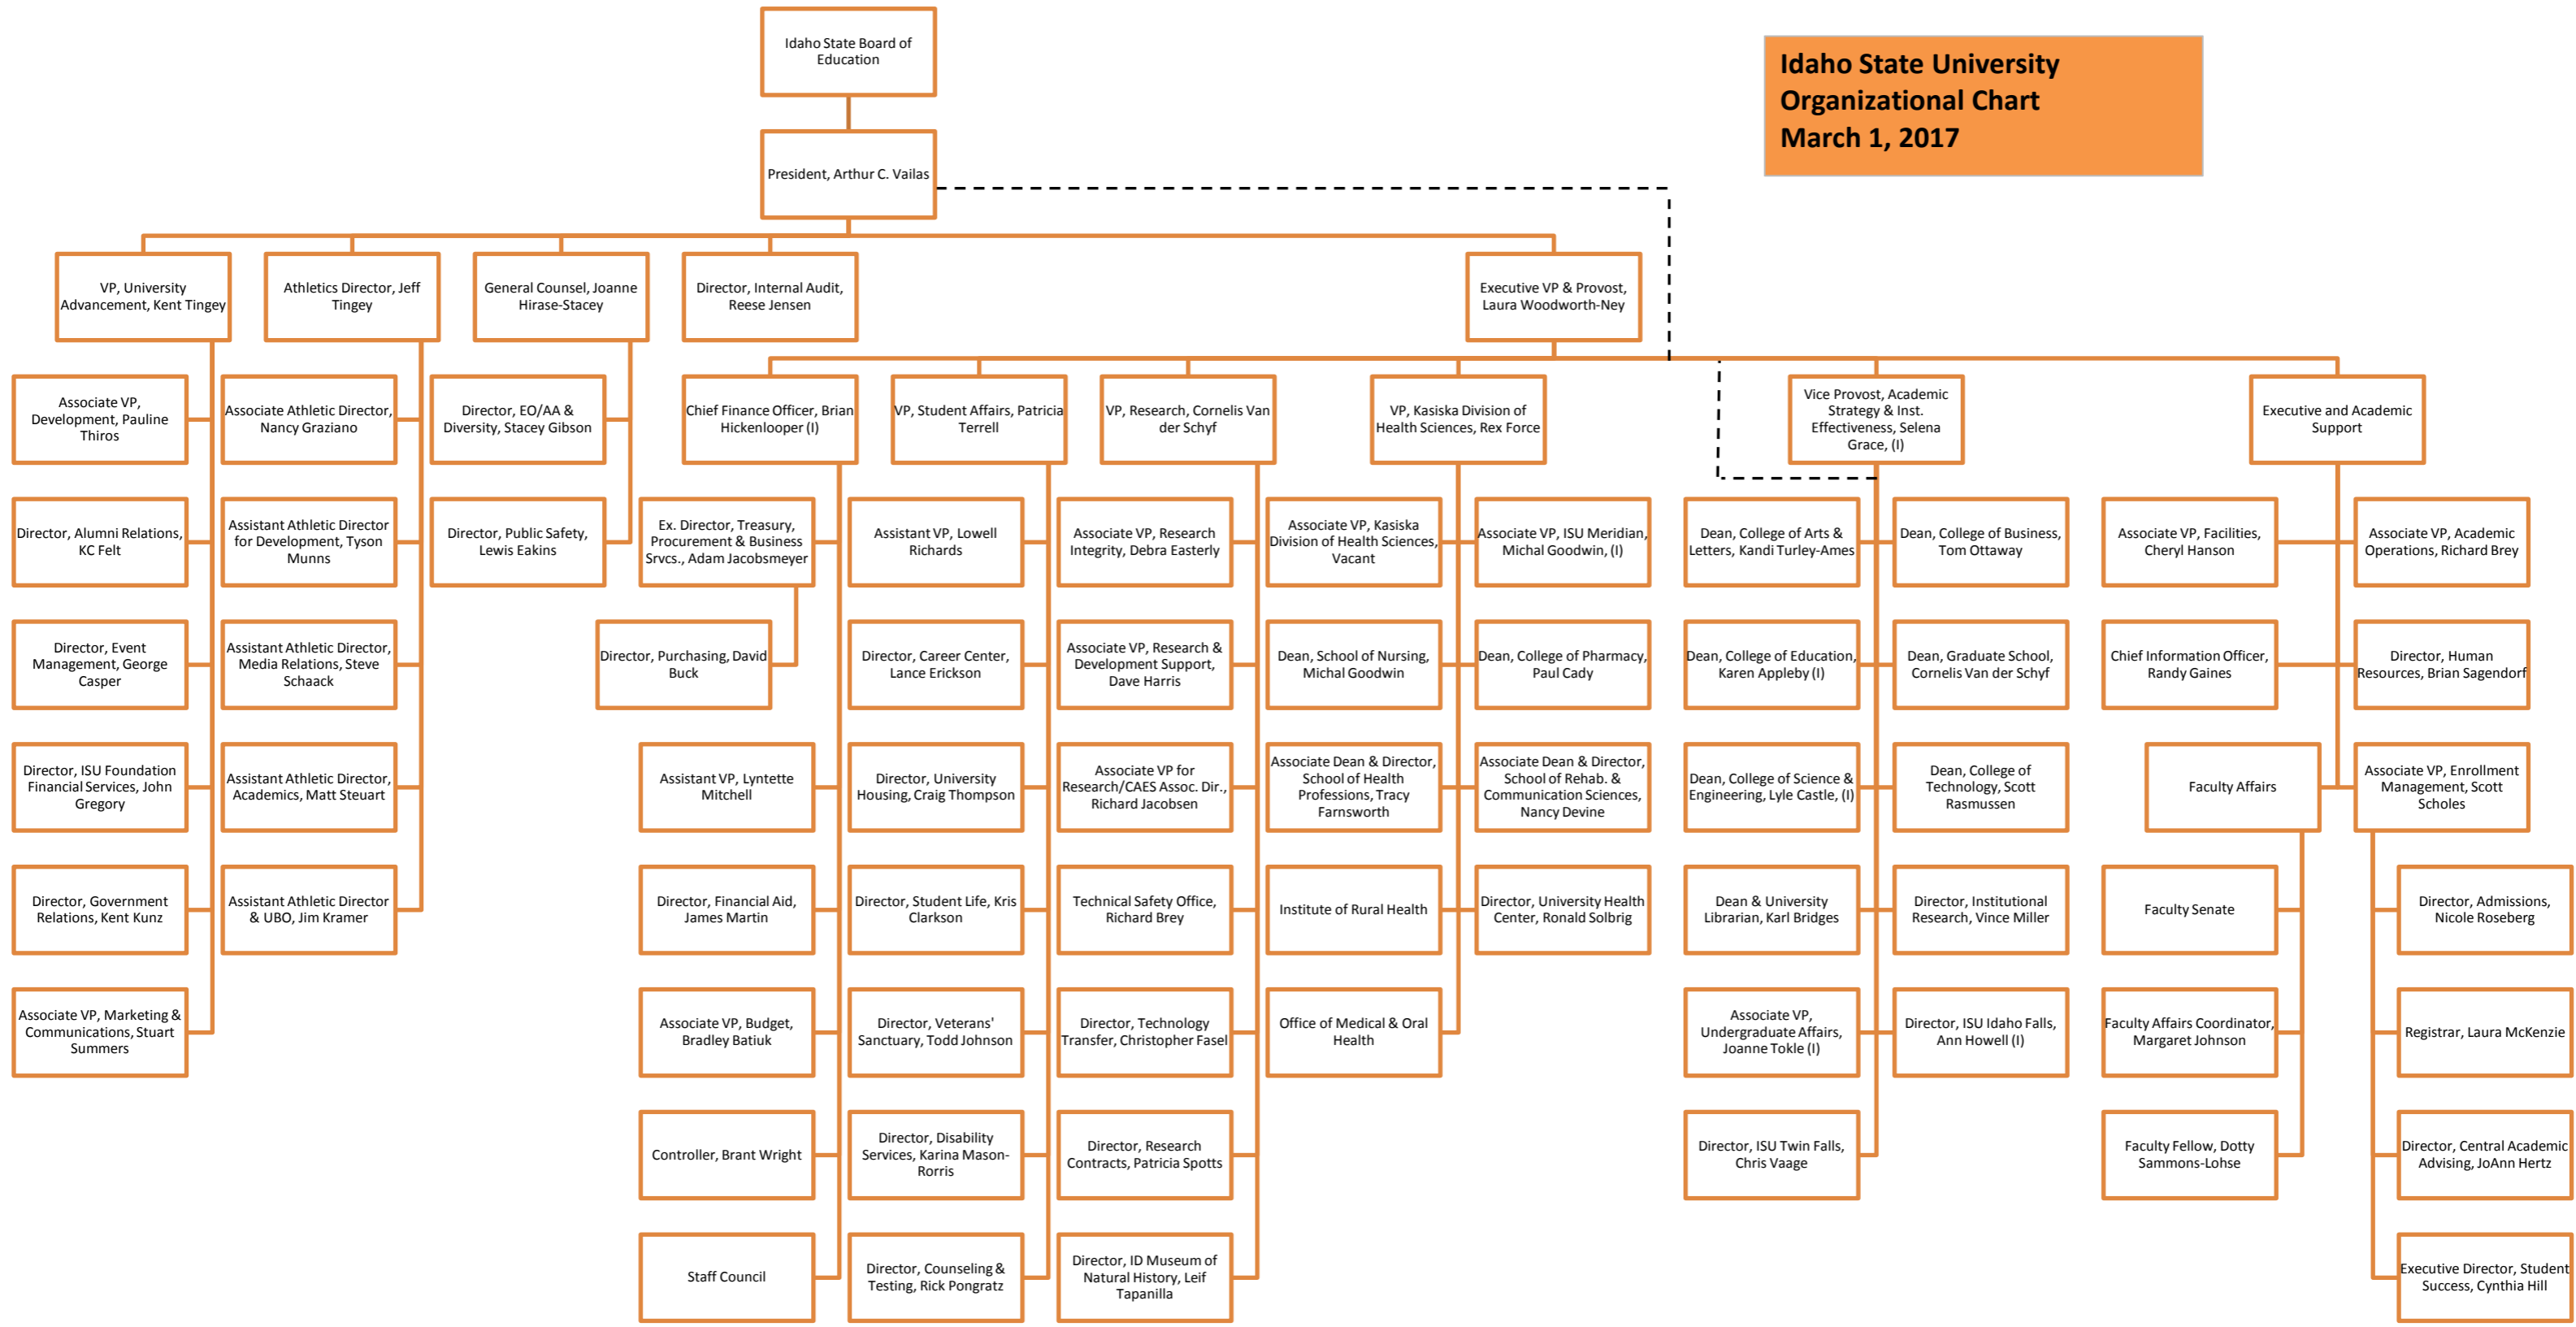 Idaho State Board of
Education
Idaho State University
Organizational Chart
March 1, 2017
President, Arthur C. Vailas
VP, University
Advancement, Kent Tingey
Athletics Director, Jeff
Tingey
General Counsel, Joanne
Hirase-Stacey
Director, Internal Audit,
Reese Jensen
Executive VP & Provost,
Laura Woodworth-Ney
Associate VP,
Development, Pauline
Thiros
Associate Athletic Director,
Nancy Graziano
Director, EO/AA &
Diversity, Stacey Gibson
Chief Finance Officer, Brian
Hickenlooper (I)
VP, Student Affairs, Patricia
Terrell
VP, Research, Cornelis Van
der Schyf
VP, Kasiska Division of
Health Sciences, Rex Force
Vice Provost, Academic
Strategy & Inst.
Effectiveness, Selena
Grace, (I)
Executive and Academic
Support
Director, Alumni Relations,
KC Felt
Assistant Athletic Director
for Development, Tyson
Munns
Director, Public Safety,
Lewis Eakins
Ex. Director, Treasury,
Procurement & Business
Srvcs., Adam Jacobsmeyer
Assistant VP, Lowell
Richards
Associate VP, Research
Integrity, Debra Easterly
Associate VP, Kasiska
Division of Health Sciences,
Vacant
Associate VP, ISU Meridian,
Michal Goodwin, (I)
Dean, College of Arts &
Letters, Kandi Turley-Ames
Dean, College of Business,
Tom Ottaway
Associate VP, Facilities,
Cheryl Hanson
Associate VP, Academic
Operations, Richard Brey
Director, Event
Management, George
Casper
Assistant Athletic Director,
Media Relations, Steve
Schaack
Director, Purchasing, David
Buck
Director, Career Center,
Lance Erickson
Associate VP, Research &
Development Support,
Dave Harris
Dean, School of Nursing,
Michal Goodwin
Dean, College of Pharmacy,
Paul Cady
Dean, College of Education,
Karen Appleby (I)
Dean, Graduate School,
Cornelis Van der Schyf
Chief Information Officer,
Randy Gaines
Director, Human
Resources, Brian Sagendorf
Director, ISU Foundation
Financial Services, John
Gregory
Assistant Athletic Director,
Academics, Matt Steuart
Assistant VP, Lyntette
Mitchell
Director, University
Housing, Craig Thompson
Associate VP for
Research/CAES Assoc. Dir.,
Richard Jacobsen
Associate Dean & Director,
School of Health
Professions, Tracy
Farnsworth
Associate Dean & Director,
School of Rehab. &
Communication Sciences,
Nancy Devine
Dean, College of Science &
Engineering, Lyle Castle, (I)
Dean, College of
Technology, Scott
Rasmussen
Faculty Affairs
Associate VP, Enrollment
Management, Scott
Scholes
Director, Government
Relations, Kent Kunz
Assistant Athletic Director
& UBO, Jim Kramer
Director, Financial Aid,
James Martin
Director, Student Life, Kris
Clarkson
Technical Safety Office,
Richard Brey
Institute of Rural Health
Director, University Health
Center, Ronald Solbrig
Dean & University
Librarian, Karl Bridges
Director, Institutional
Research, Vince Miller
Faculty Senate
Director, Admissions,
Nicole Roseberg
Associate VP, Marketing &
Communications, Stuart
Summers
Associate VP, Budget,
Bradley Batiuk
Director, Veterans'
Sanctuary, Todd Johnson
Director, Technology
Transfer, Christopher Fasel
Office of Medical & Oral
Health
Associate VP,
Undergraduate Affairs,
Joanne Tokle (I)
Director, ISU Idaho Falls,
Ann Howell (I)
Faculty Affairs Coordinator,
Margaret Johnson
Registrar, Laura McKenzie
Controller, Brant Wright
Director, Disability
Services, Karina Mason-
Rorris
Director, Research
Contracts, Patricia Spotts
Director, ISU Twin Falls,
Chris Vaage
Faculty Fellow, Dotty
Sammons-Lohse
Director, Central Academic
Advising, JoAnn Hertz
Staff Council
Director, Counseling &
Testing, Rick Pongratz
Director, ID Museum of
Natural History, Leif
Tapanilla
Executive Director, Student
Success, Cynthia Hill